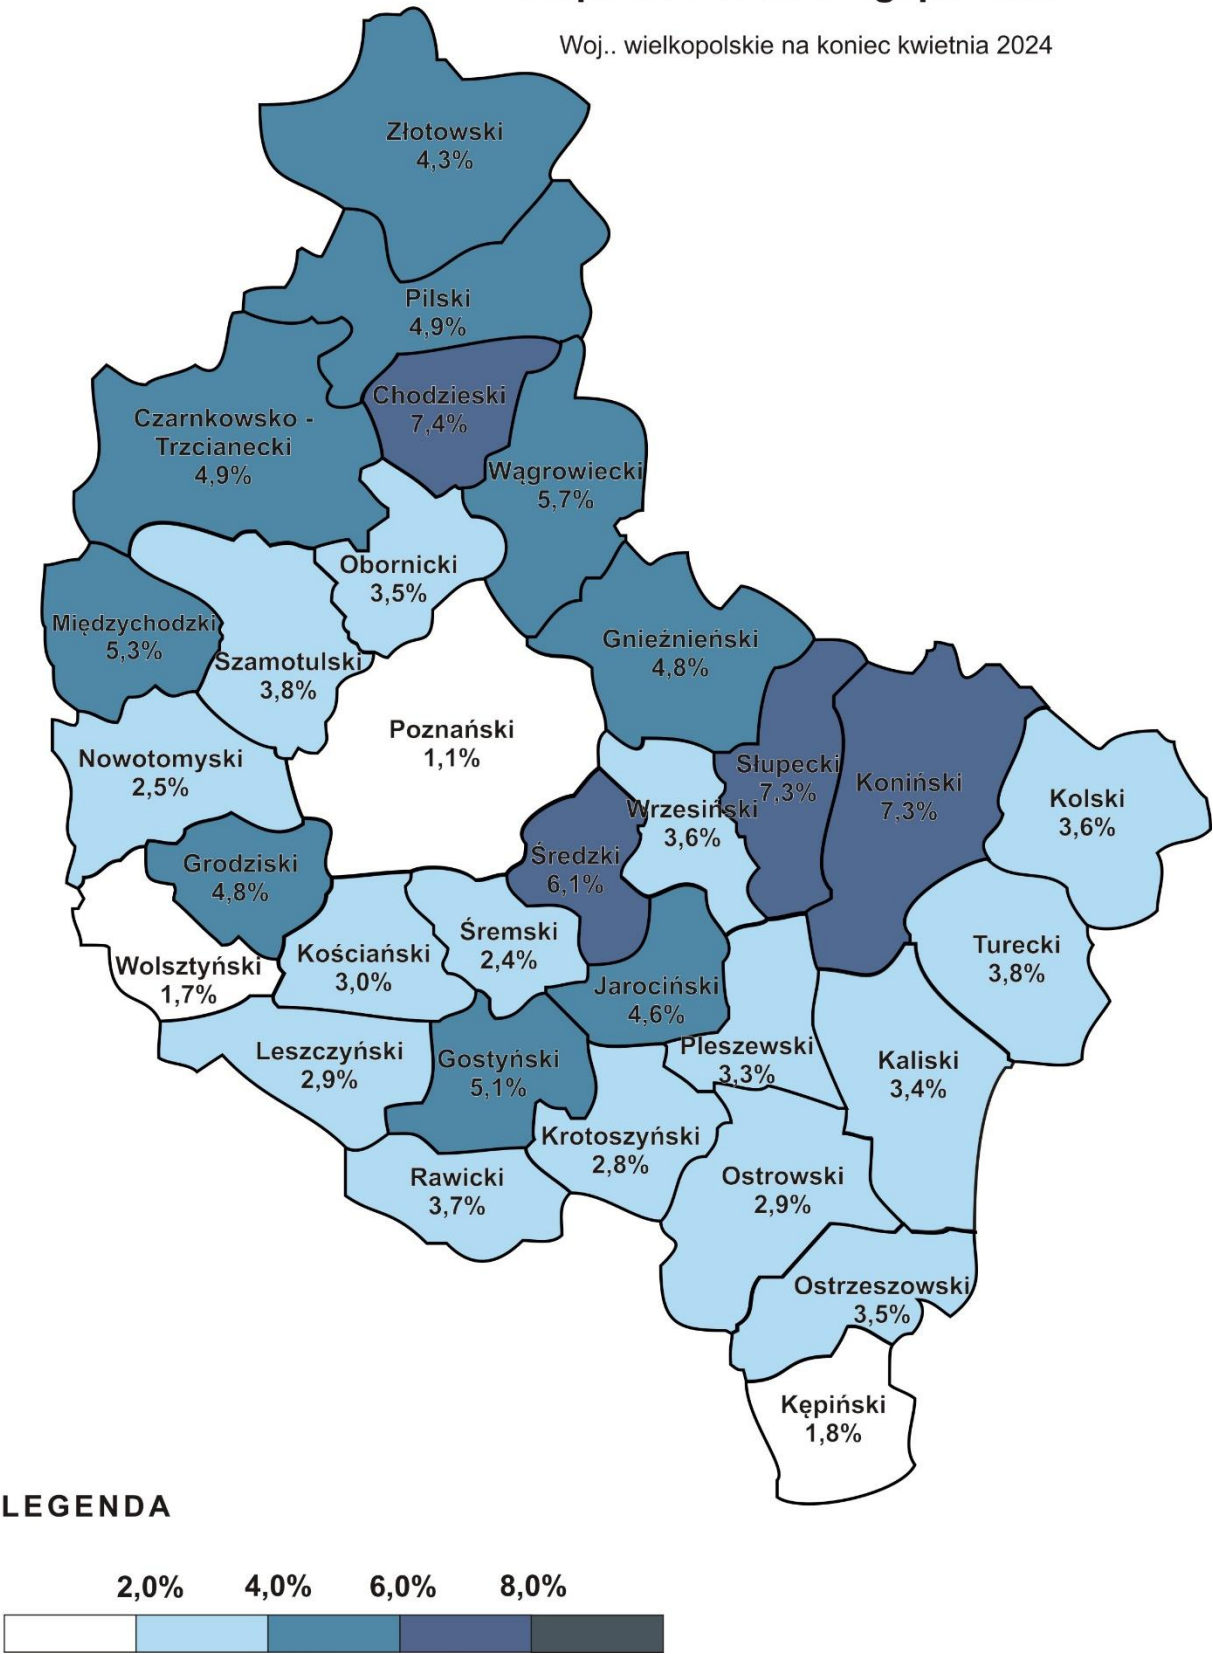 Woj.. wielkopolskie na koniec kwietnia 2024
Złotowski
4,3%
Pilski
4,9%
Chodzieski
7,4%
Czarnkowsko -
Trzcianecki
4,9%
Wągrowiecki
5,7%
Obornicki
3,5%
Międzychodzki
5,3%
Szamotulski
3,8%
Gnieźnieński
4,8%
Poznański
1,1%
Nowotomyski
2,5%
Słupecki
7,3%
Koniński
7,3%
Kolski
3,6%
Wrzesiński
3,6%
Średzki
6,1%
Grodziski
4,8%
Śremski
2,4%
Kościański
3,0%
Turecki
3,8%
Wolsztyński
1,7%
Jarociński
4,6%
Leszczyński
2,9%
Gostyński
5,1%
Pleszewski
3,3%
Kaliski
3,4%
Krotoszyński
2,8%
Rawicki
3,7%
Ostrowski
2,9%
Ostrzeszowski
3,5%
Kępiński
1,8%
LEGENDA
2,0% 4,0% 6,0% 8,0%